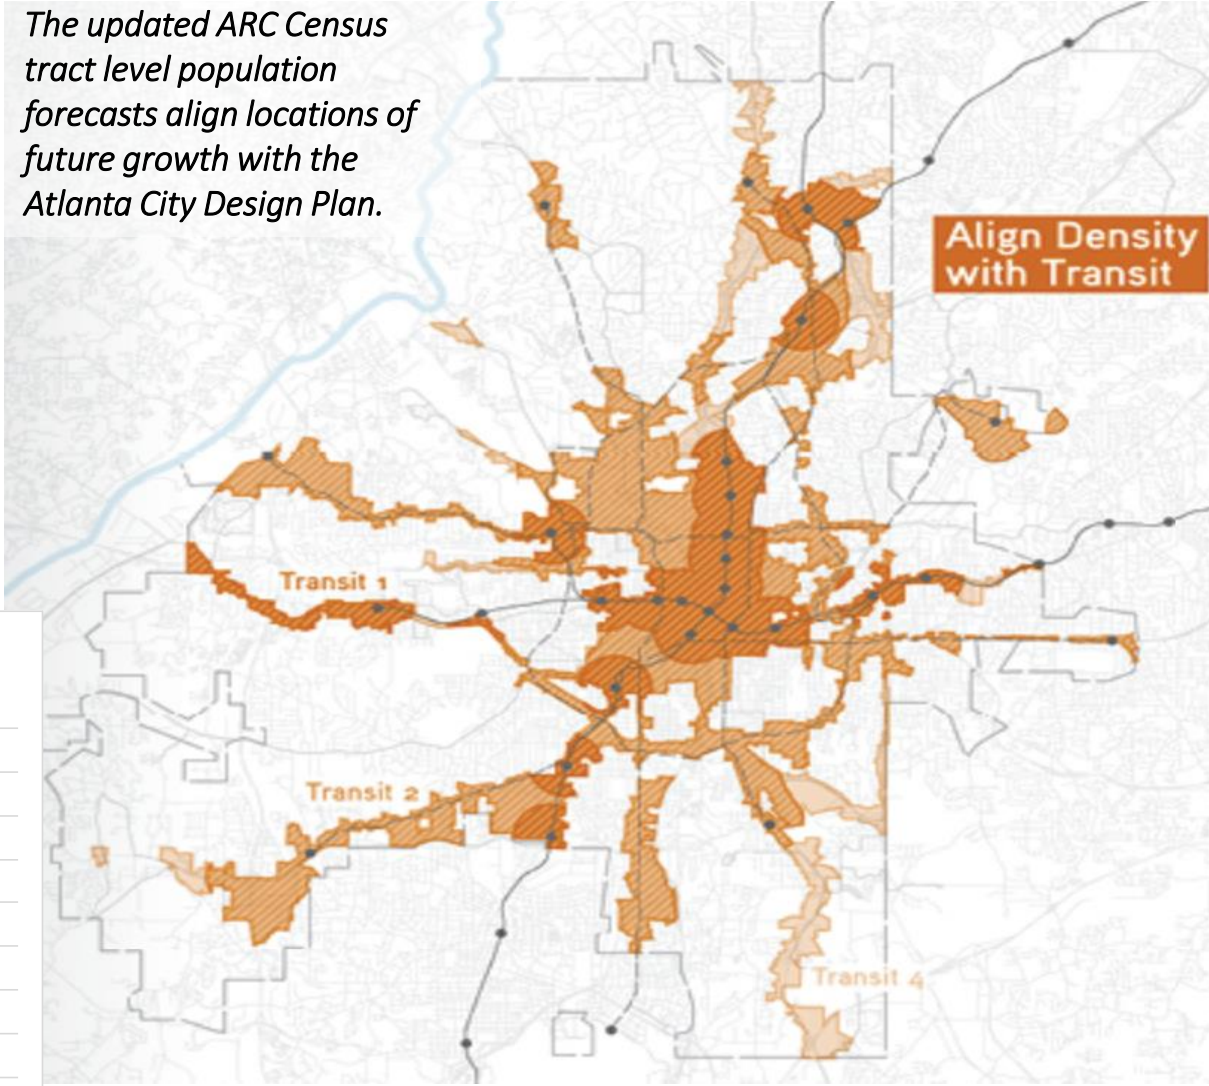 The updated ARC Census
tract level population
forecasts align locations of
future growth with the
Atlanta City Design Plan.
Align Density
with Transit
Transit 1
Transit 2
Transit 4